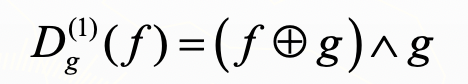 D_g^{(1)}(f) = (f ⊕ g) ∧ g